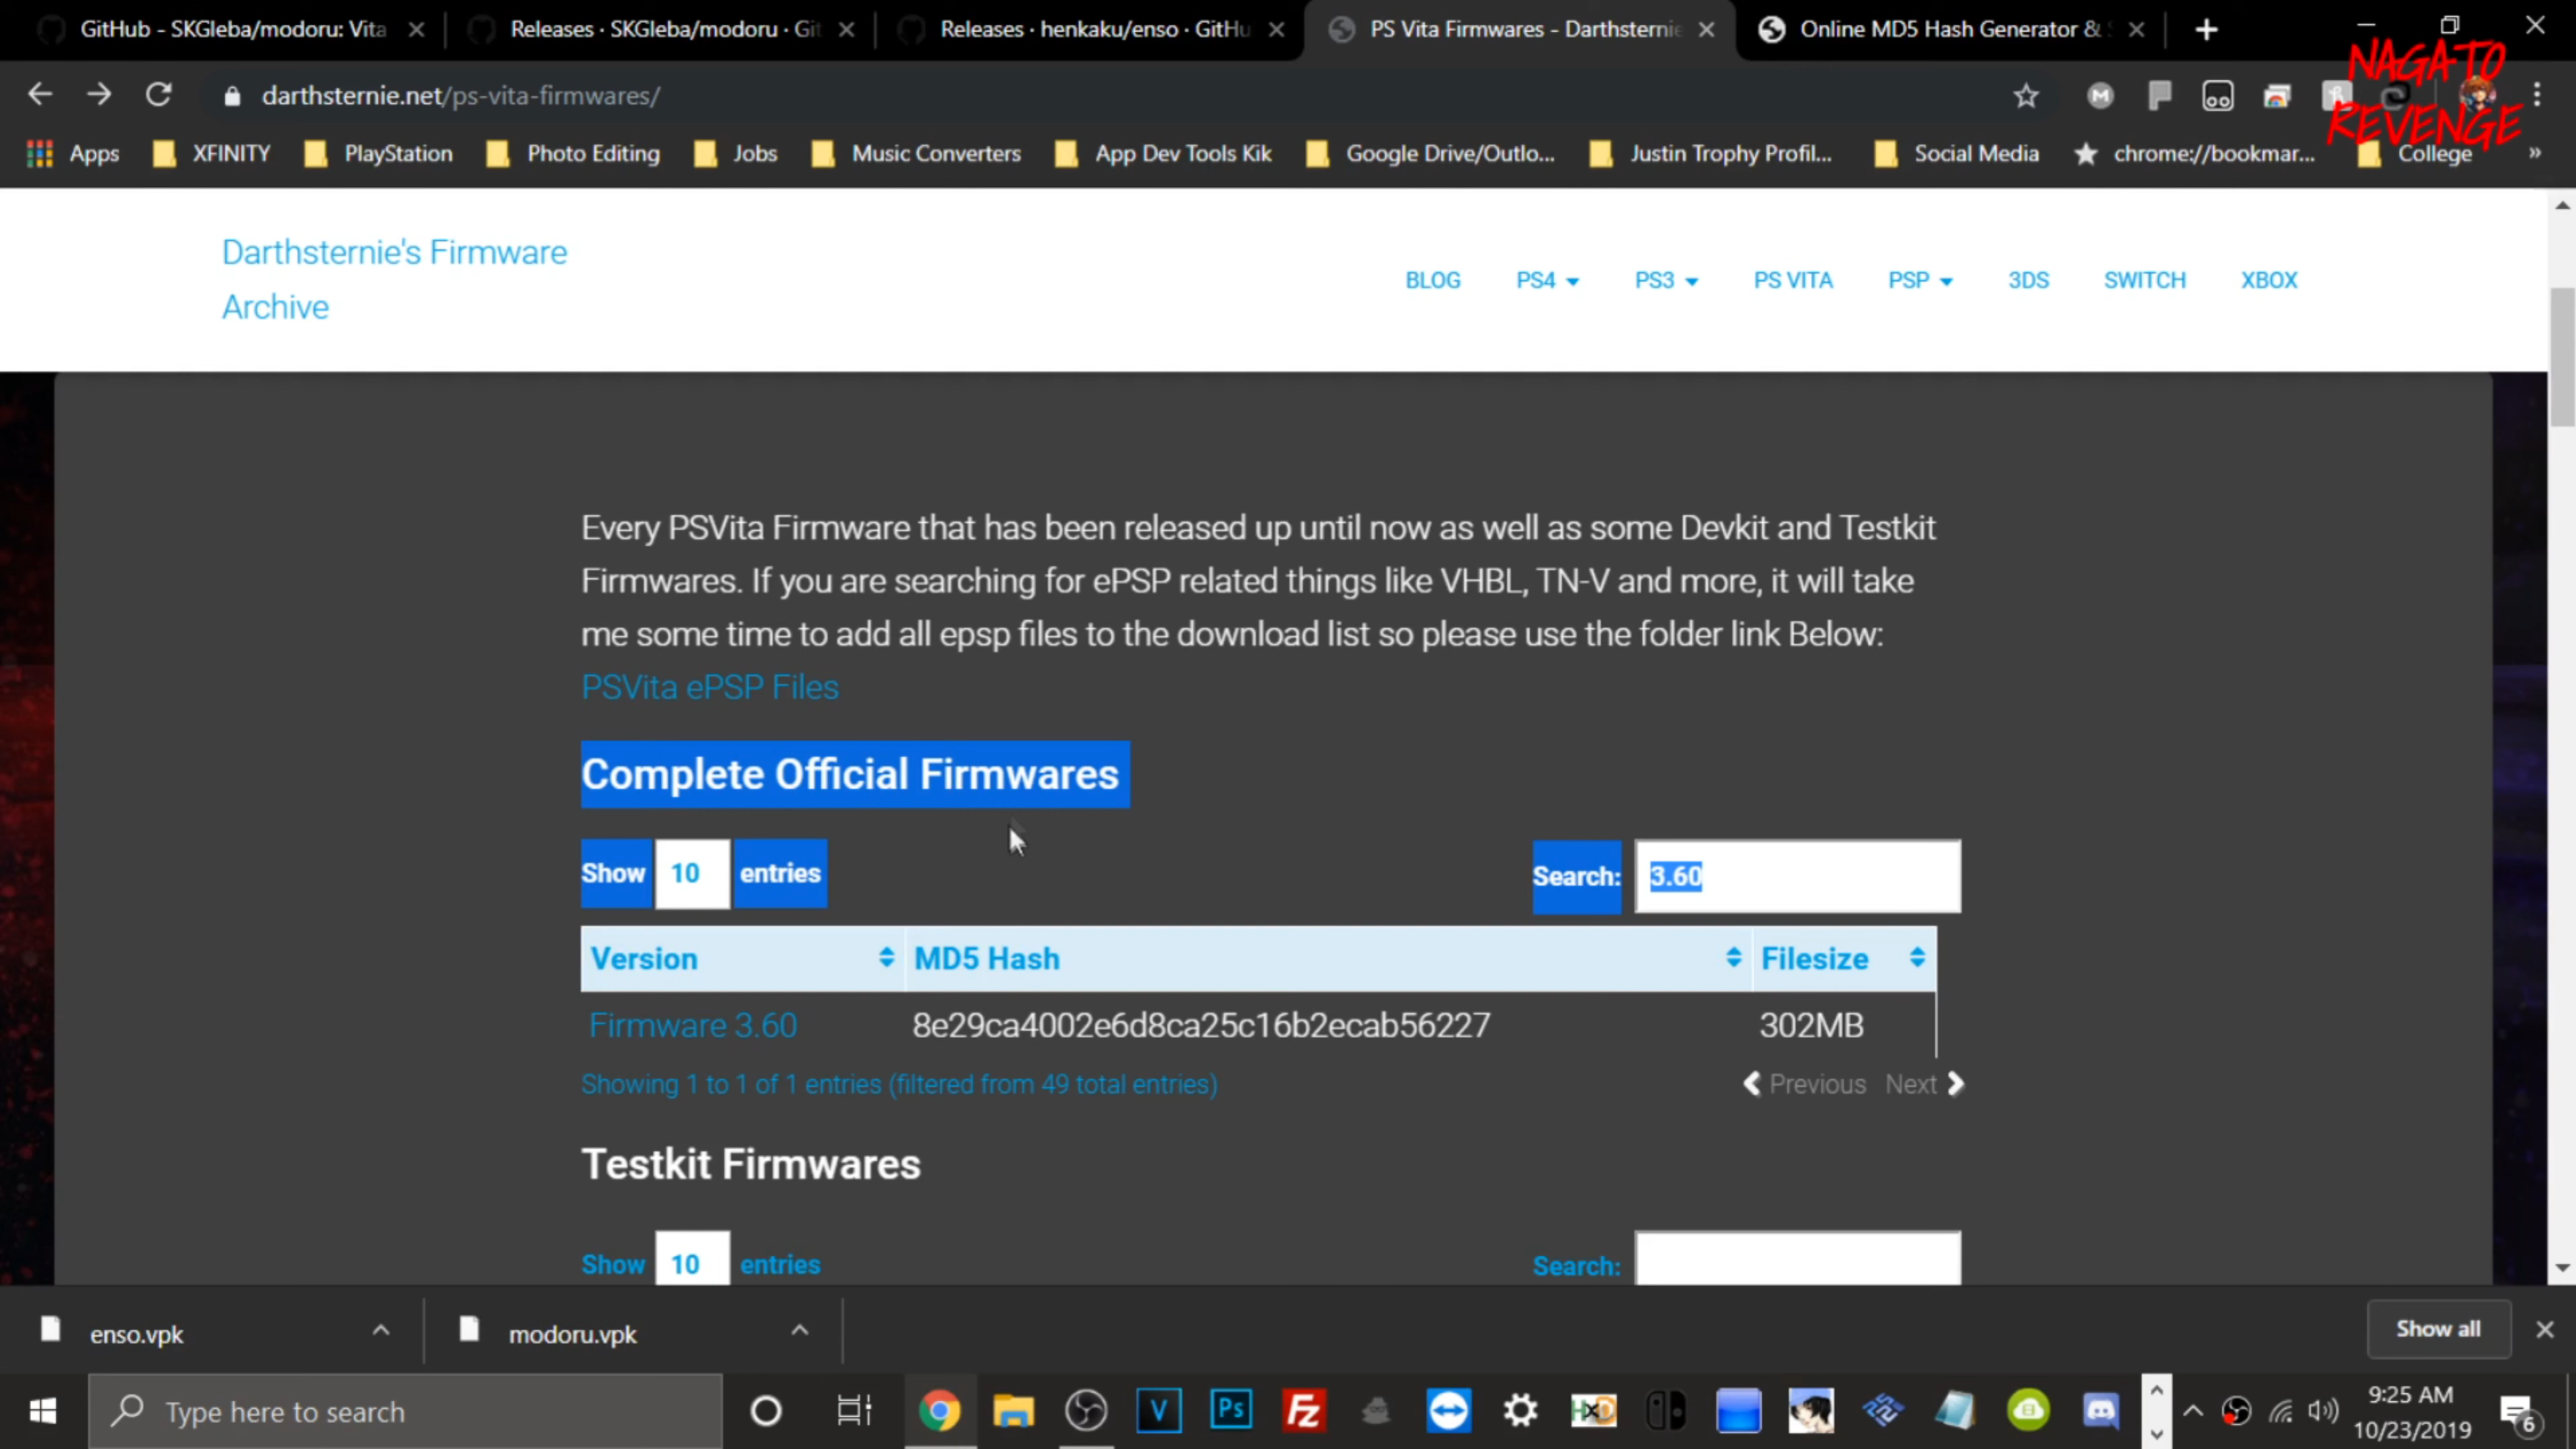 GitHub - SKGleba/modoru: Vita
Releases · SKGleba/modoru · Git
Releases · henkaku/enso · GitHu
PS Vita Firmwares - Darthsternie
Online MD5 Hash Generator &
NAGATO
REVENGE
darthsternie.net/ps-vita-firmwares/
Apps
XFINITY
PlayStation
Photo Editing
Jobs
Music Converters
App Dev Tools Kik
Google Drive/Outlo...
Justin Trophy Profil...
Social Media
chrome://bookmar...
College
»
Darthsternie's Firmware
Archive
BLOG
PS4
PS3
PS VITA
PSP
3DS
SWITCH
XBOX
Every PSVita Firmware that has been released up until now as well as some Devkit and Testkit
Firmwares. If you are searching for ePSP related things like VHBL, TN-V and more, it will take
me some time to add all epsp files to the download list so please use the folder link Below:
PSVita ePSP Files
Complete Official Firmwares
Show 10 entries
Search: 3.60
Version MD5 Hash Filesize
Firmware 3.60 8e29ca4002e6d8ca25c16b2ecab56227 302MB
Showing 1 to 1 of 1 entries (filtered from 49 total entries)
Previous Next
Testkit Firmwares
Show 10 entries
Search:
enso.vpk
modoru.vpk
Show all
Type here to search
V
Ps
Fz
HxD
9:25 AM
10/23/2019
6